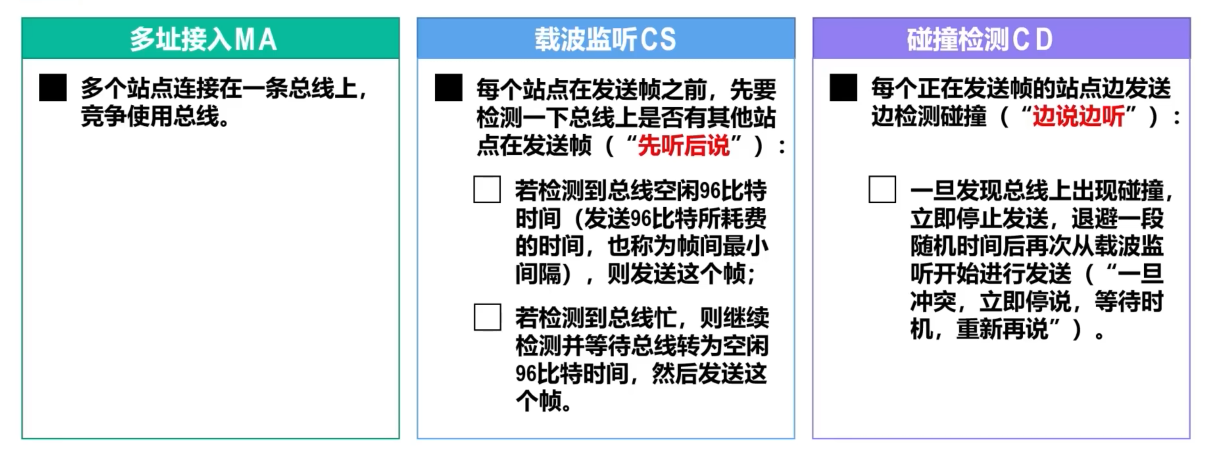 多址接入MA
多个站点连接在一条总线上，
竞争使用总线。
载波监听CS
每个站点在发送帧之前，先要
检测一下总线上是否有其他站
点在发送帧（“先听后说”）：
若检测到总线空闲96比特
时间（发送96比特所耗费
的时间，也称为帧间最小
间隔），则发送这个帧；
若检测到总线忙，则继续
检测并等待总线转为空闲
96比特时间，然后发送这
个帧。
碰撞检测CD
每个正在发送帧的站点边发送
边检测碰撞（“边说边听”）：
一旦发现总线上出现碰撞，
立即停止发送，退避一段
随机时间后再次从载波监
听开始进行发送（“一旦
冲突，立即停说，等待时
机，重新再说”）。